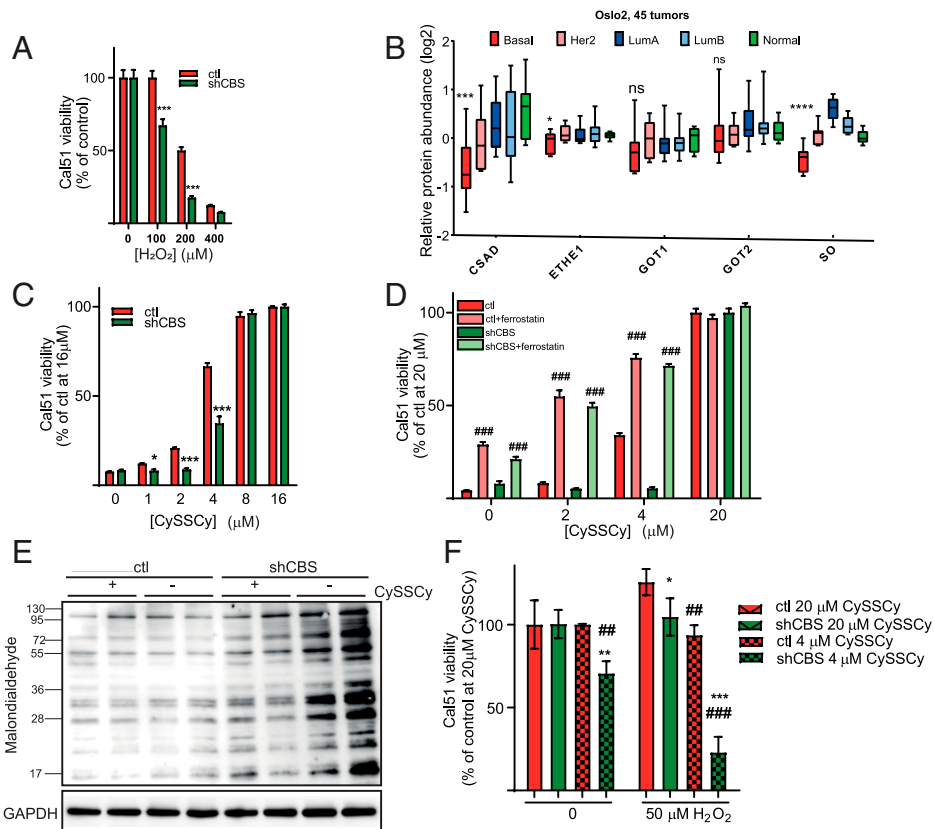 A
ctl
shCBS
100
50
***
***
Cal51 viability
(% of control)
0 100 200 400
[H₂O₂] (μM)
B
Oslo2, 45 tumors
Basal Her2 LumA LumB Normal
Relative protein abundance (log2)
2
1
0
-1
-2
*** * ns ns ****
CSAD ETHE1 GOT1 GOT2 SO
C
ctl
shCBS
100
50
* *** ***
Cal51 viability
(% of ctl at 16μM)
0 1 2 4 8 16
[CySSCy] (μM)
D
ctl
ctl+ferrostatin
shCBS
shCBS+ferrostatin
100
50
0
### ### ### ### ### ###
Cal51 viability
(% of ctl at 20 μM)
0 2 4 20
[CySSCy] (μM)
E
ctl shCBS
+ - + - CySSCy
130
95
72
55
36
28
17
Malondialdehyde
GAPDH
F
ctl 20 μM CySSCy
shCBS 20 μM CySSCy
ctl 4 μM CySSCy
shCBS 4 μM CySSCy
100
50
##
**
*
##
***
###
Cal51 viability
(% of control at 20μM CySSCy)
0 50 μM H₂O₂